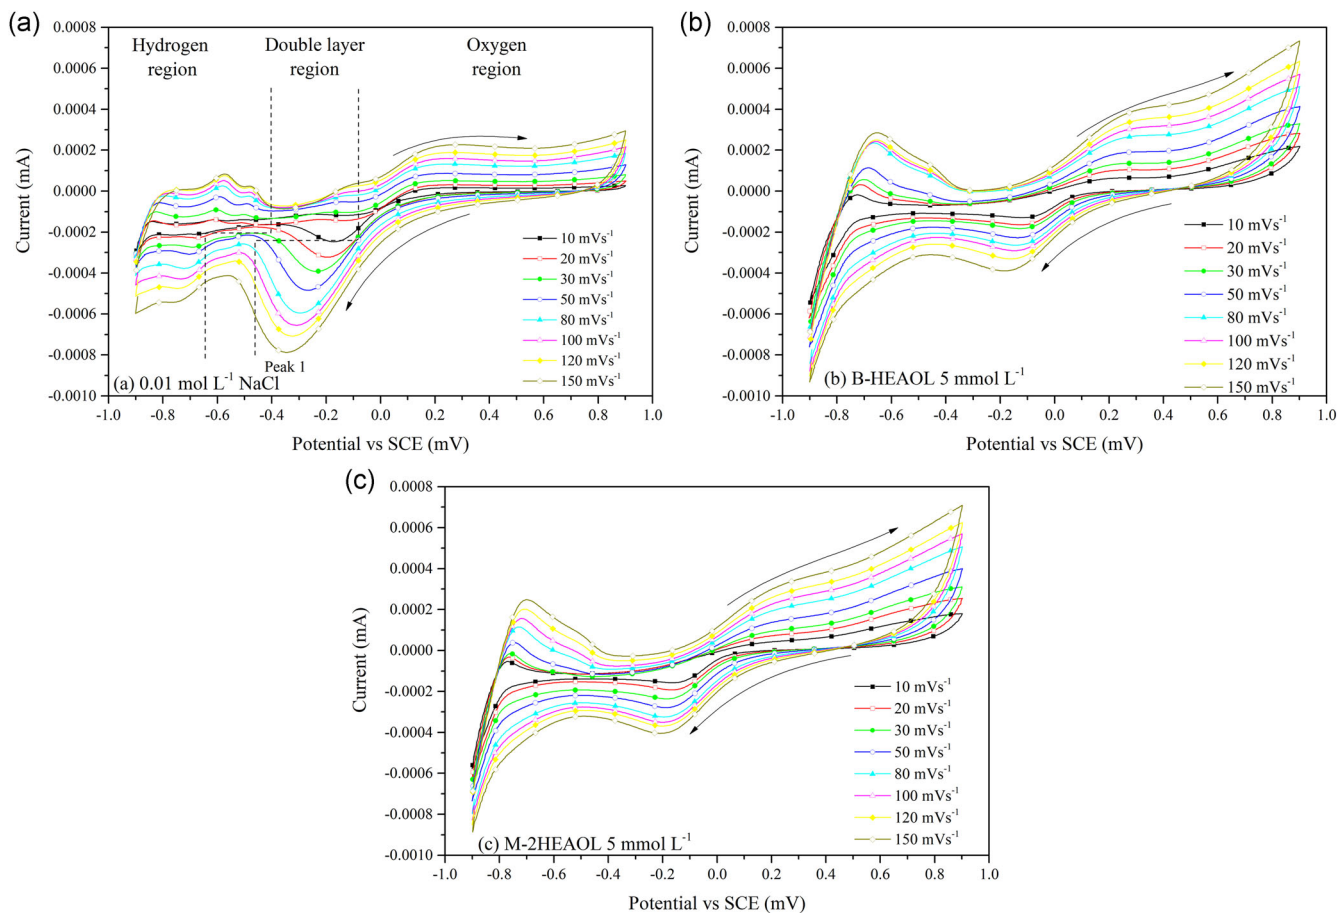 (a)
Hydrogen
region
Double layer
region
Oxygen
region
0.0008
0.0006
0.0004
0.0002
0.0000
-0.0002
-0.0004
-0.0006
-0.0008
-0.0010
Current (mA)
10 mVs⁻¹
20 mVs⁻¹
30 mVs⁻¹
50 mVs⁻¹
80 mVs⁻¹
100 mVs⁻¹
120 mVs⁻¹
150 mVs⁻¹
Peak 1
(a) 0.01 mol L⁻¹ NaCl
-1.0 -0.8 -0.6 -0.4 -0.2 0.0 0.2 0.4 0.6 0.8 1.0
Potential vs SCE (mV)
(b)
0.0008
0.0006
0.0004
0.0002
0.0000
-0.0002
-0.0004
-0.0006
-0.0008
-0.0010
Current (mA)
10 mVs⁻¹
20 mVs⁻¹
30 mVs⁻¹
50 mVs⁻¹
80 mVs⁻¹
100 mVs⁻¹
120 mVs⁻¹
150 mVs⁻¹
(b) B-HEAOL 5 mmol L⁻¹
-1.0 -0.8 -0.6 -0.4 -0.2 0.0 0.2 0.4 0.6 0.8 1.0
Potential vs SCE (mV)
(c)
0.0008
0.0006
0.0004
0.0002
0.0000
-0.0002
-0.0004
-0.0006
-0.0008
-0.0010
Current (mA)
10 mVs⁻¹
20 mVs⁻¹
30 mVs⁻¹
50 mVs⁻¹
80 mVs⁻¹
100 mVs⁻¹
120 mVs⁻¹
150 mVs⁻¹
(c) M-2HEAOL 5 mmol L⁻¹
-1.0 -0.8 -0.6 -0.4 -0.2 0.0 0.2 0.4 0.6 0.8 1.0
Potential vs SCE (mV)